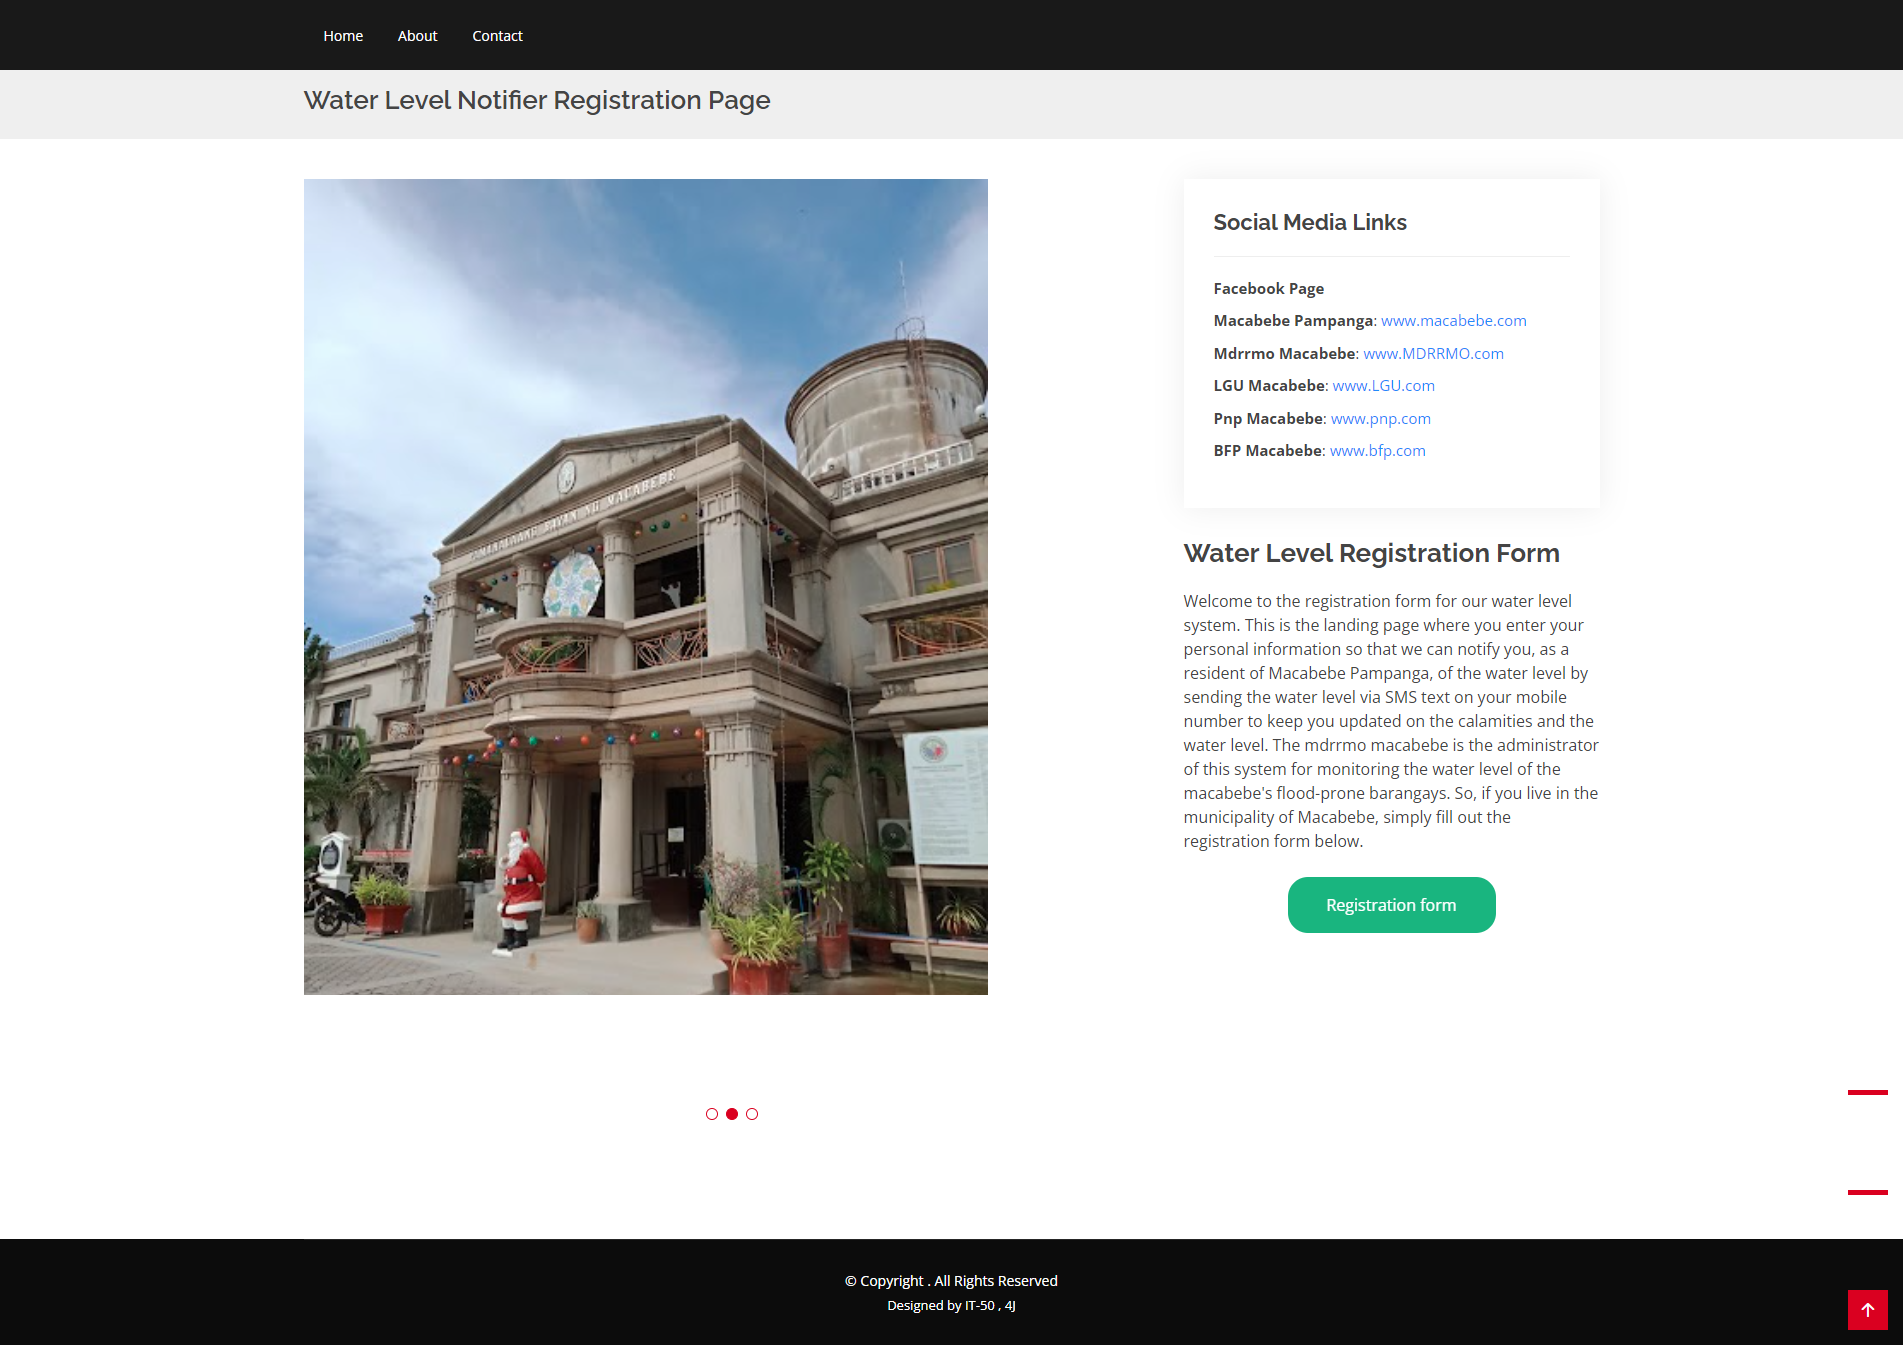 Home About Contact
Water Level Notifier Registration Page
NG MACABEBE
Social Media Links
Facebook Page
Macabebe Pampanga: www.macabebe.com
Mdrrmo Macabebe: www.MDRRMO.com
LGU Macabebe: www.LGU.com
Pnp Macabebe: www.pnp.com
BFP Macabebe: www.bfp.com
Water Level Registration Form
Welcome to the registration form for our water level
system. This is the landing page where you enter your
personal information so that we can notify you, as a
resident of Macabebe Pampanga, of the water level by
sending the water level via SMS text on your mobile
number to keep you updated on the calamities and the
water level. The mdrrmo macabebe is the administrator
of this system for monitoring the water level of the
macabebe's flood-prone barangays. So, if you live in the
municipality of Macabebe, simply fill out the
registration form below.
Registration form
© Copyright . All Rights Reserved
Designed by IT-50 , 4J